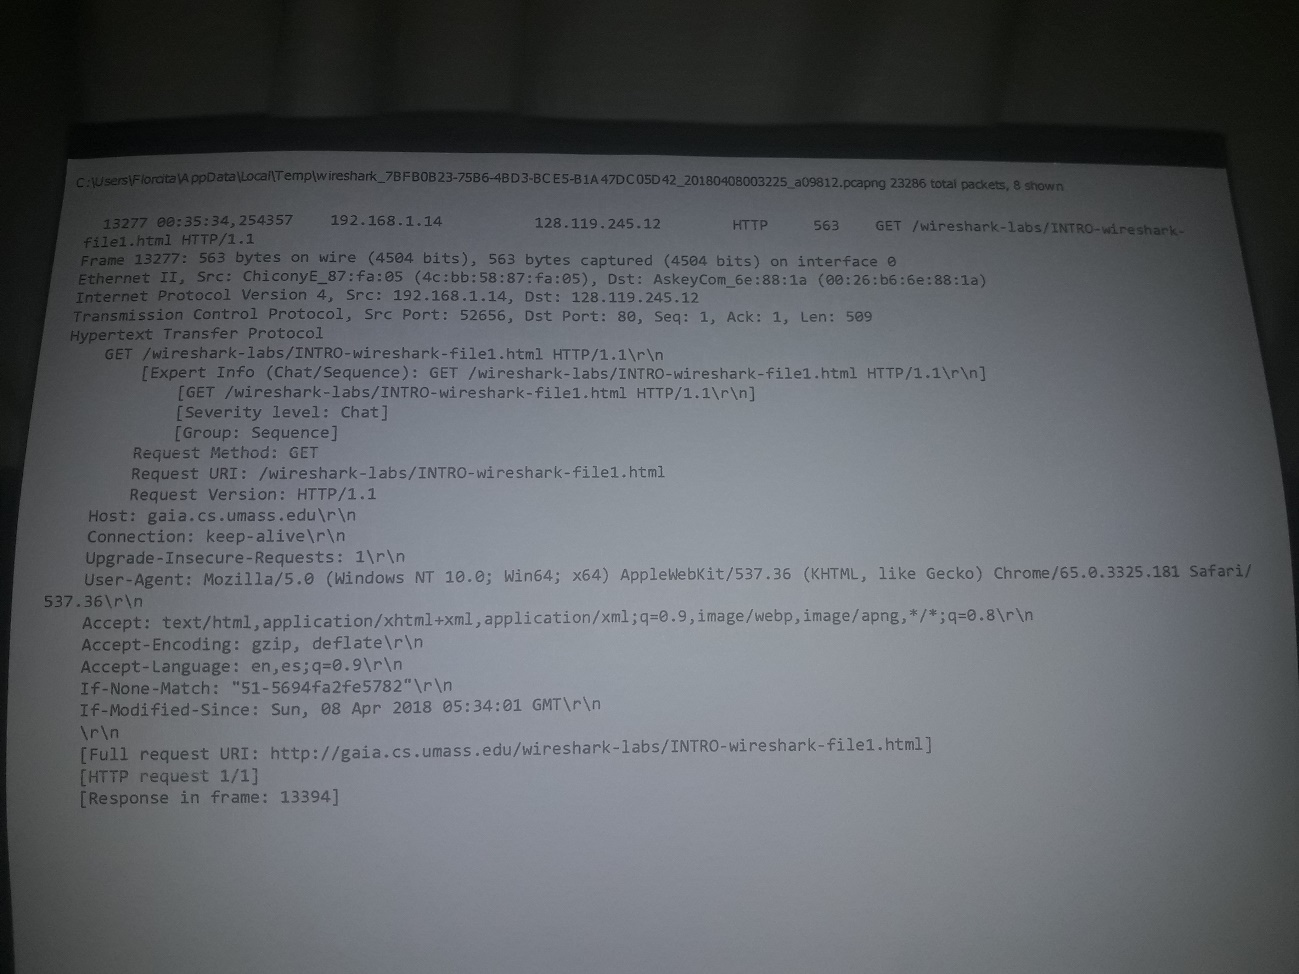 C:\Users\Florcita\AppData\Local\Temp\wireshark_7BFB0B23-75B6-4BD3-BCE5-B1A47DC05D42_20180408003225_a09812.pcapng 23286 total packets, 8 shown
13277 00:35:34,254357 192.168.1.14 128.119.245.12 HTTP 563 GET /wireshark-labs/INTRO-wireshark-
file1.html HTTP/1.1
Frame 13277: 563 bytes on wire (4504 bits), 563 bytes captured (4504 bits) on interface 0
Ethernet II, Src: ChiconyE_87:fa:05 (4c:bb:58:87:fa:05), Dst: AskeyCom_6e:88:1a (00:26:b6:6e:88:1a)
Internet Protocol Version 4, Src: 192.168.1.14, Dst: 128.119.245.12
Transmission Control Protocol, Src Port: 52656, Dst Port: 80, Seq: 1, Ack: 1, Len: 509
Hypertext Transfer Protocol
GET /wireshark-labs/INTRO-wireshark-file1.html HTTP/1.1\r\n
[Expert Info (Chat/Sequence): GET /wireshark-labs/INTRO-wireshark-file1.html HTTP/1.1\r\n]
[GET /wireshark-labs/INTRO-wireshark-file1.html HTTP/1.1\r\n]
[Severity level: Chat]
[Group: Sequence]
Request Method: GET
Request URI: /wireshark-labs/INTRO-wireshark-file1.html
Request Version: HTTP/1.1
Host: gaia.cs.umass.edu\r\n
Connection: keep-alive\r\n
Upgrade-Insecure-Requests: 1\r\n
User-Agent: Mozilla/5.0 (Windows NT 10.0; Win64; x64) AppleWebKit/537.36 (KHTML, like Gecko) Chrome/65.0.3325.181 Safari/
537.36\r\n
Accept: text/html,application/xhtml+xml,application/xml;q=0.9,image/webp,image/apng,*/*;q=0.8\r\n
Accept-Encoding: gzip, deflate\r\n
Accept-Language: en,es;q=0.9\r\n
If-None-Match: "51-5694fa2fe5782"\r\n
If-Modified-Since: Sun, 08 Apr 2018 05:34:01 GMT\r\n
\r\n
[Full request URI: http://gaia.cs.umass.edu/wireshark-labs/INTRO-wireshark-file1.html]
[HTTP request 1/1]
[Response in frame: 13394]